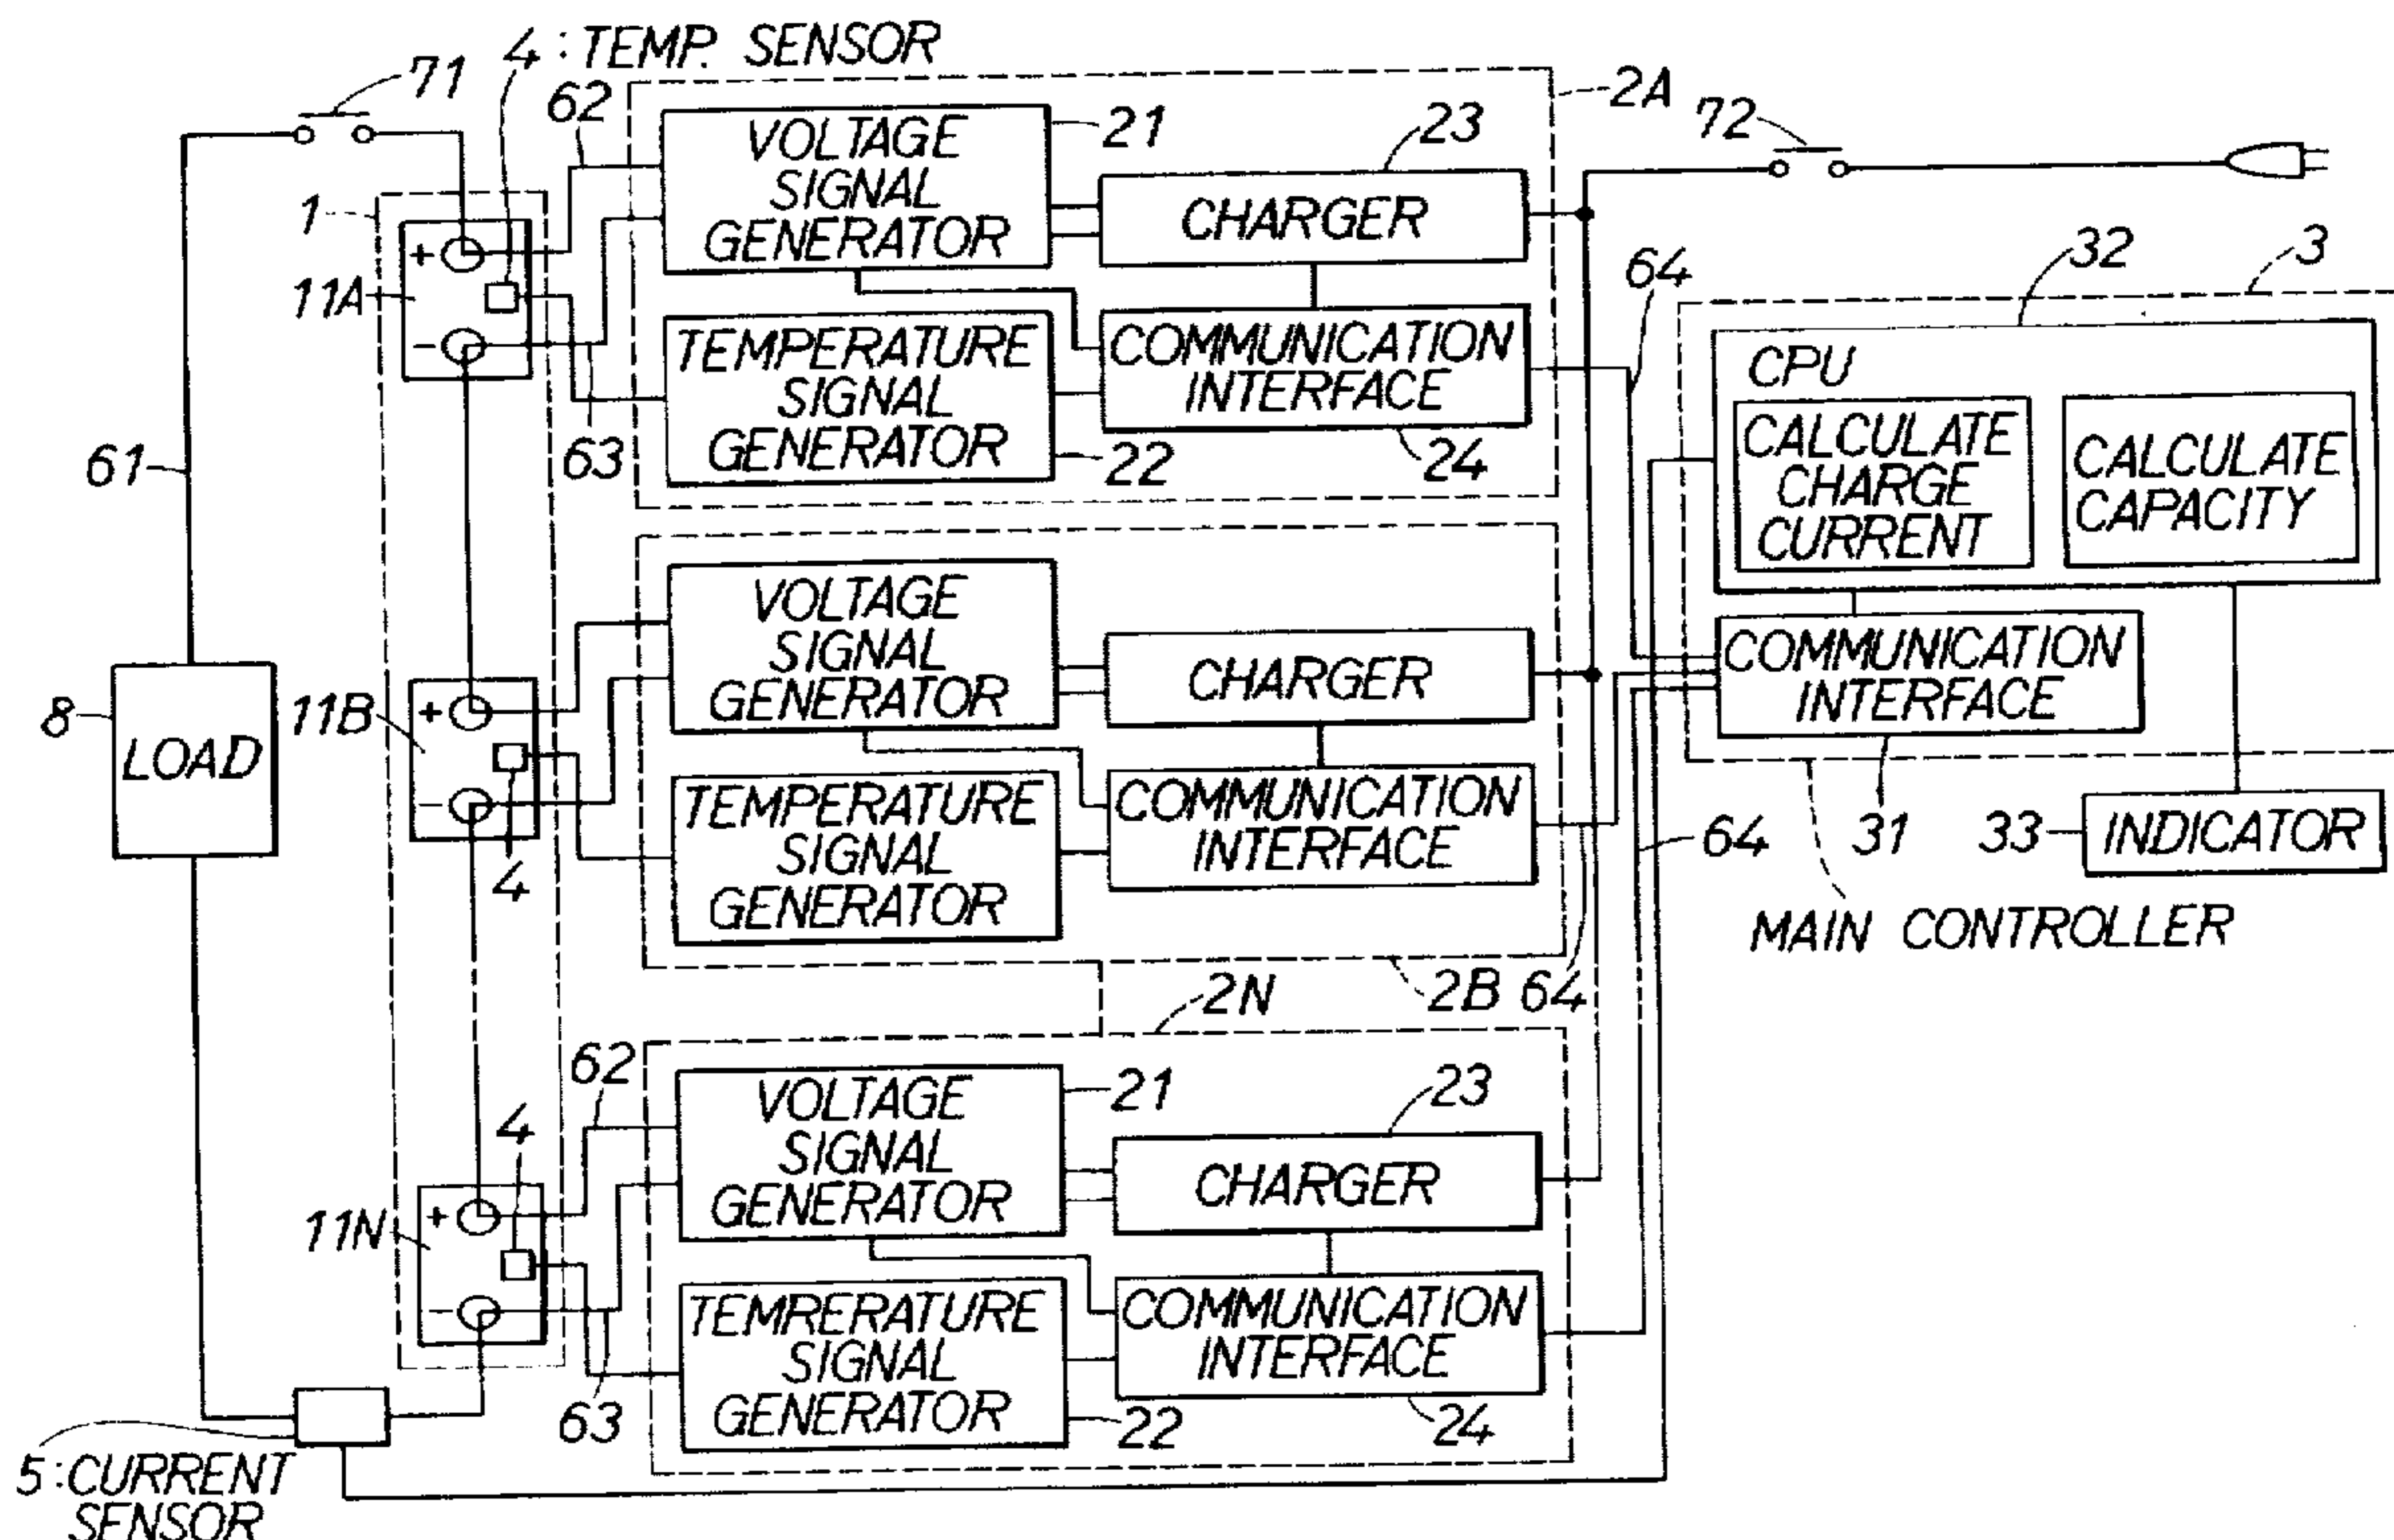 4 : TEMP. SENSOR
71
62
2A
72
VOLTAGE
SIGNAL
GENERATOR
21
23
CHARGER
1
+
11A
-
64
32
3
TEMPERATURE
SIGNAL
GENERATOR
COMMUNICATION
INTERFACE
CPU
CALCULATE
CHARGE
CURRENT
CALCULATE
CAPACITY
61
63
22
24
VOLTAGE
SIGNAL
GENERATOR
CHARGER
COMMUNICATION
INTERFACE
8
LOAD
11B
+
-
4
TEMPERATURE
SIGNAL
GENERATOR
COMMUNICATION
INTERFACE
64
31
33
INDICATOR
MAIN CONTROLLER
2N
2B
64
62
VOLTAGE
SIGNAL
GENERATOR
21
23
CHARGER
4
11N
+
-
TEMRERATURE
SIGNAL
GENERATOR
COMMUNICATION
INTERFACE
63
22
24
5 : CURRENT
SENSOR